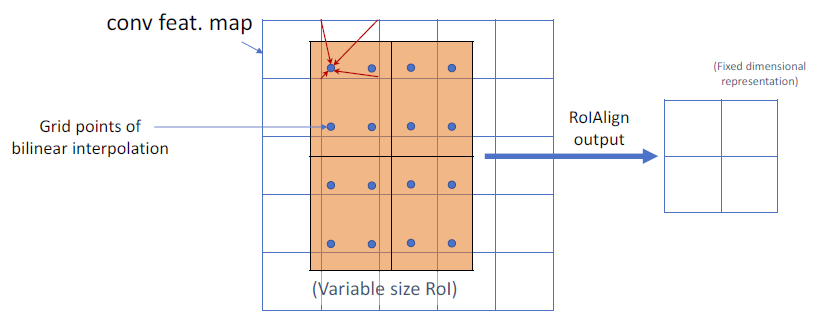 conv feat. map
(Fixed dimensional
representation)
Grid points of
bilinear interpolation
RoIAlign
output
(Variable size RoI)